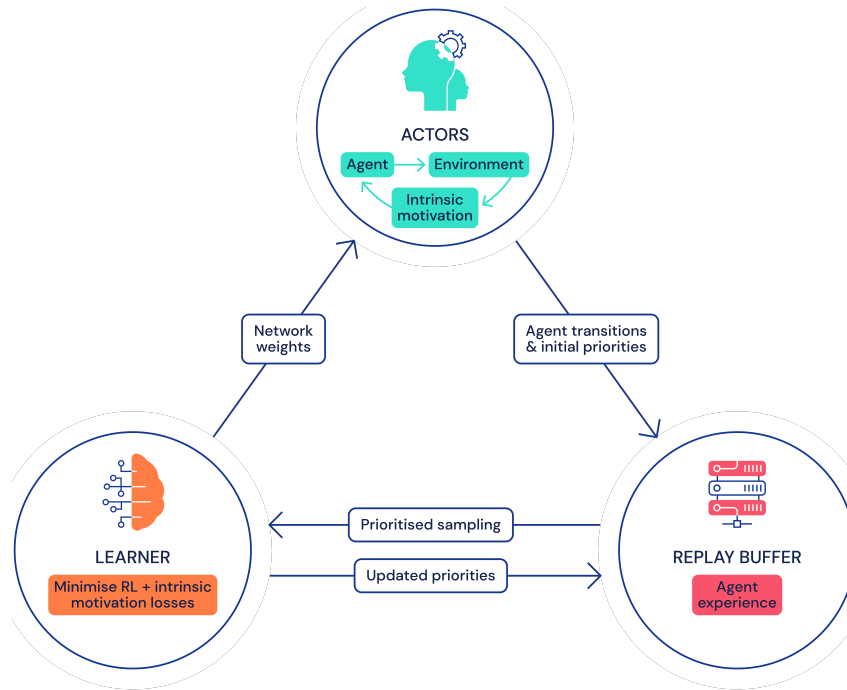 ACTORS
Agent
Environment
Intrinsic
motivation
Network
weights
Agent transitions
& initial priorities
Prioritised sampling
Updated priorities
LEARNER
Minimise RL + intrinsic
motivation losses
REPLAY BUFFER
Agent
experience